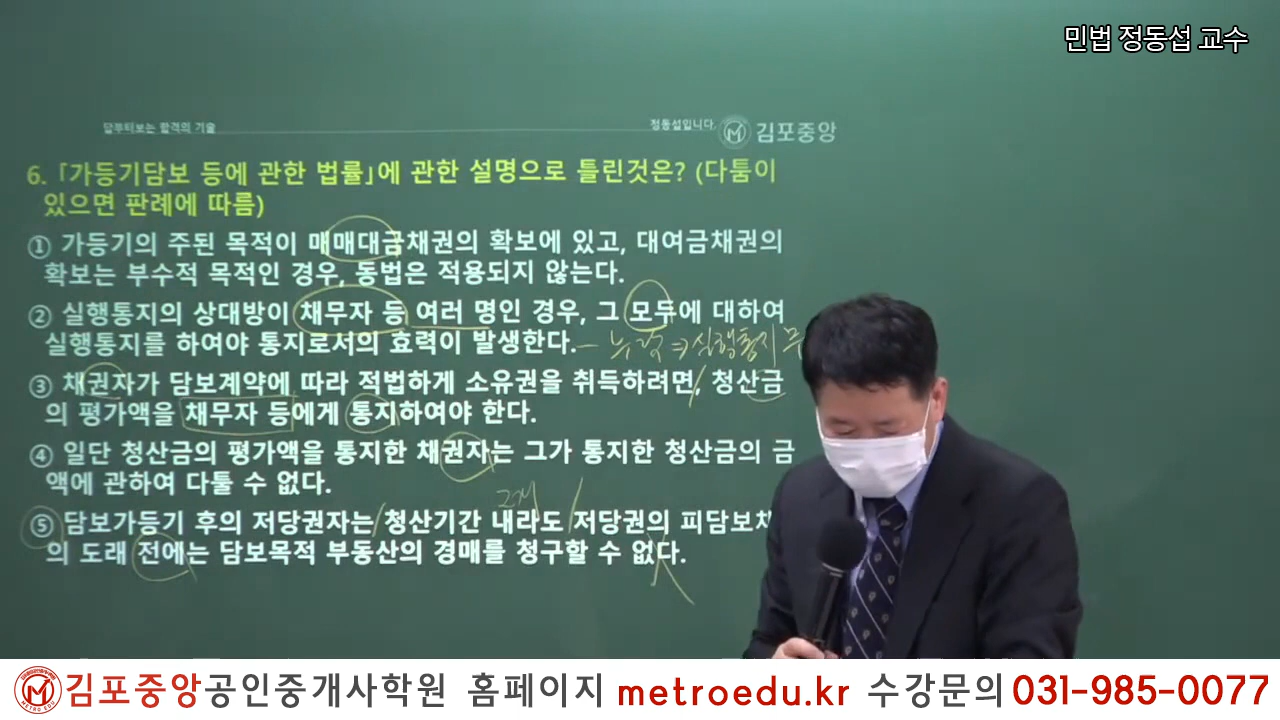 민법 정동섭 교수
답부터보는 합격의 기술
정동섭입니다.
김포중앙
6. 「가등기담보 등에 관한 법률」에 관한 설명으로 틀린것은? (다툼이
있으면 판례에 따름)
① 가등기의 주된 목적이 매매대금채권의 확보에 있고, 대여금채권의
확보는 부수적 목적인 경우, 동법은 적용되지 않는다.
② 실행통지의 상대방이 채무자 등 여러 명인 경우, 그 모두에 대하여
실행통지를 하여야 통지로서의 효력이 발생한다. - 누락 ⇒ 실행통지 무
③ 채권자가 담보계약에 따라 적법하게 소유권을 취득하려면, 청산금
의 평가액을 채무자 등에게 통지하여야 한다.
④ 일단 청산금의 평가액을 통지한 채권자는 그가 통지한 청산금의 금
액에 관하여 다툴 수 없다.
⑤ 담보가등기 후의 저당권자는 청산기간 내라도 저당권의 피담보채
의 도래 전에는 담보목적 부동산의 경매를 청구할 수 없다.
METRO EDU
김포중앙공인중개사학원 홈페이지 metroedu.kr 수강문의 031-985-0077